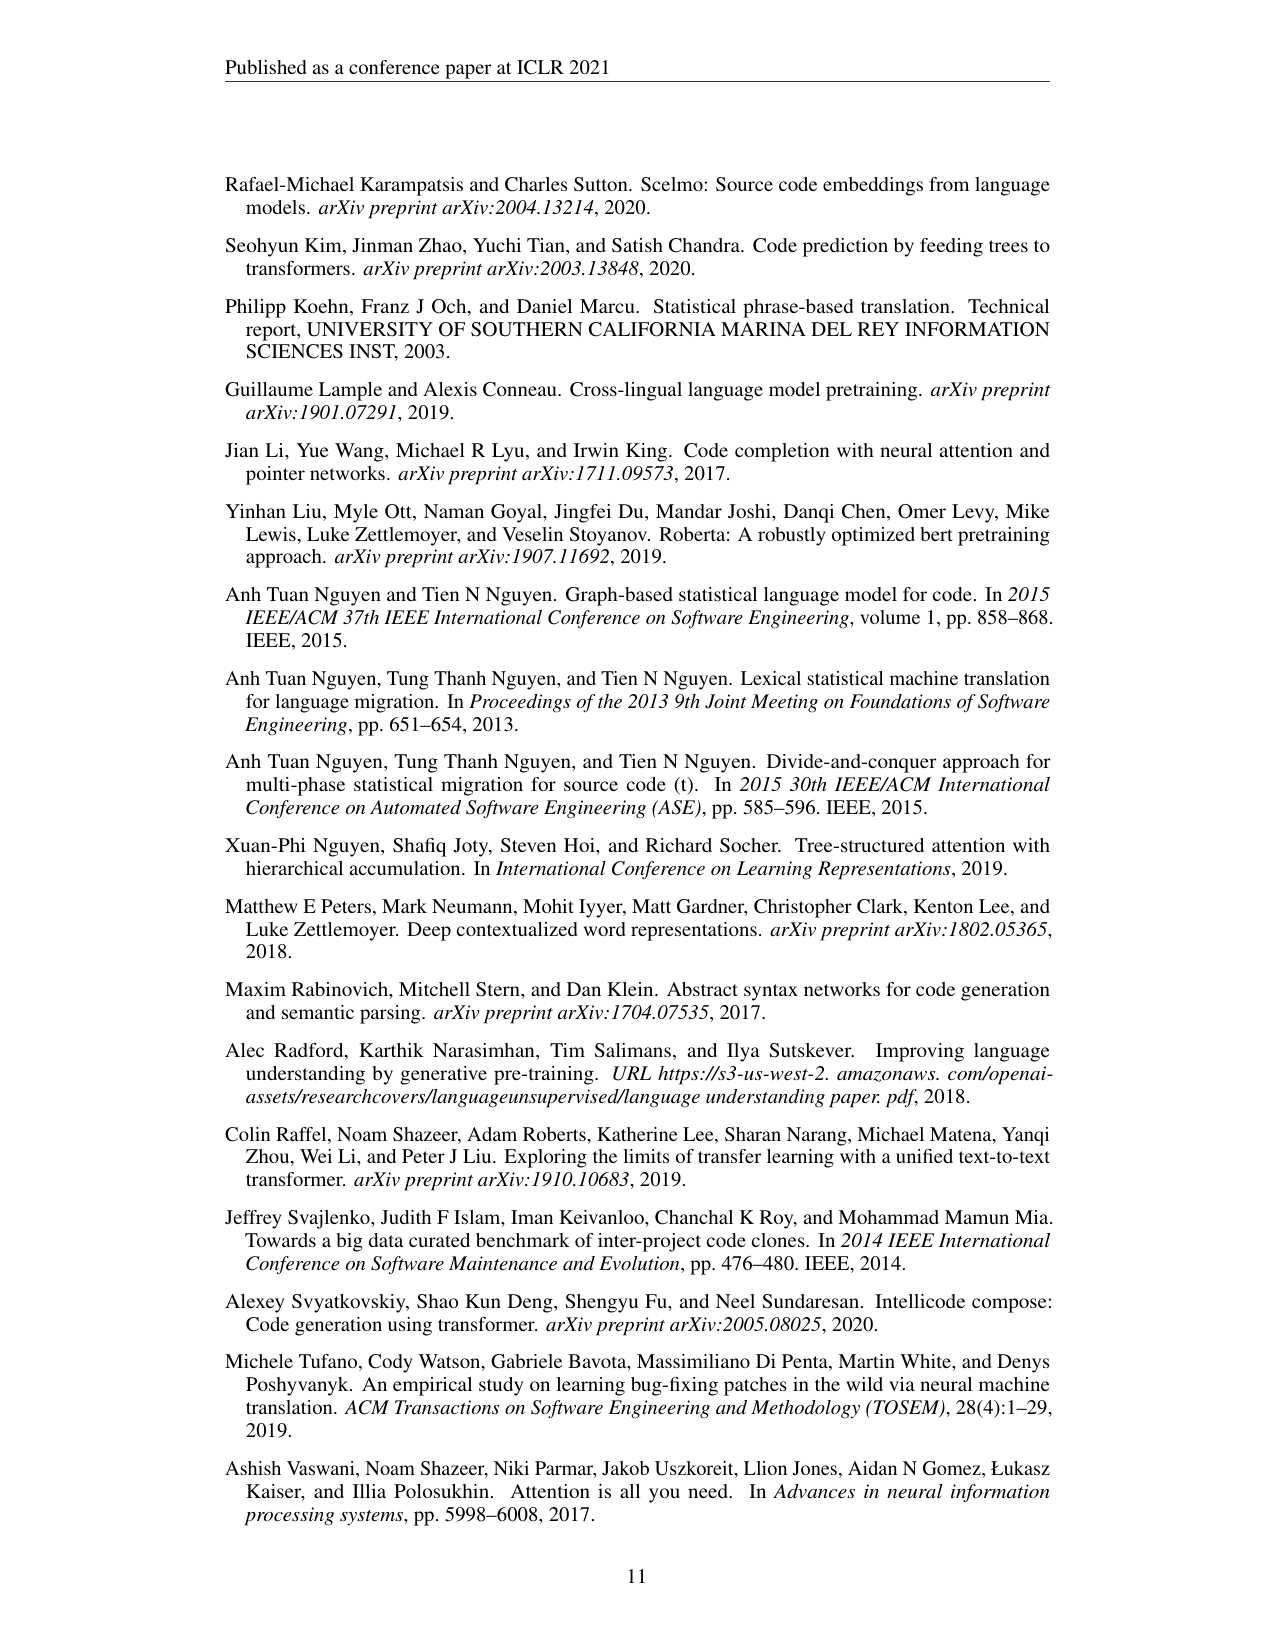 Published as a conference paper at ICLR 2021
Rafael-Michael Karampatsis and Charles Sutton. Scelmo: Source code embeddings from language
models. arXiv preprint arXiv:2004.13214, 2020.
Seohyun Kim, Jinman Zhao, Yuchi Tian, and Satish Chandra. Code prediction by feeding trees to
transformers. arXiv preprint arXiv:2003.13848, 2020.
Philipp Koehn, Franz J Och, and Daniel Marcu. Statistical phrase-based translation. Technical
report, UNIVERSITY OF SOUTHERN CALIFORNIA MARINA DEL REY INFORMATION
SCIENCES INST, 2003.
Guillaume Lample and Alexis Conneau. Cross-lingual language model pretraining. arXiv preprint
arXiv:1901.07291, 2019.
Jian Li, Yue Wang, Michael R Lyu, and Irwin King. Code completion with neural attention and
pointer networks. arXiv preprint arXiv:1711.09573, 2017.
Yinhan Liu, Myle Ott, Naman Goyal, Jingfei Du, Mandar Joshi, Danqi Chen, Omer Levy, Mike
Lewis, Luke Zettlemoyer, and Veselin Stoyanov. Roberta: A robustly optimized bert pretraining
approach. arXiv preprint arXiv:1907.11692, 2019.
Anh Tuan Nguyen and Tien N Nguyen. Graph-based statistical language model for code. In 2015
IEEE/ACM 37th IEEE International Conference on Software Engineering, volume 1, pp. 858–868.
IEEE, 2015.
Anh Tuan Nguyen, Tung Thanh Nguyen, and Tien N Nguyen. Lexical statistical machine translation
for language migration. In Proceedings of the 2013 9th Joint Meeting on Foundations of Software
Engineering, pp. 651–654, 2013.
Anh Tuan Nguyen, Tung Thanh Nguyen, and Tien N Nguyen. Divide-and-conquer approach for
multi-phase statistical migration for source code (t). In 2015 30th IEEE/ACM International
Conference on Automated Software Engineering (ASE), pp. 585–596. IEEE, 2015.
Xuan-Phi Nguyen, Shafiq Joty, Steven Hoi, and Richard Socher. Tree-structured attention with
hierarchical accumulation. In International Conference on Learning Representations, 2019.
Matthew E Peters, Mark Neumann, Mohit Iyyer, Matt Gardner, Christopher Clark, Kenton Lee, and
Luke Zettlemoyer. Deep contextualized word representations. arXiv preprint arXiv:1802.05365,
2018.
Maxim Rabinovich, Mitchell Stern, and Dan Klein. Abstract syntax networks for code generation
and semantic parsing. arXiv preprint arXiv:1704.07535, 2017.
Alec Radford, Karthik Narasimhan, Tim Salimans, and Ilya Sutskever. Improving language
understanding by generative pre-training. URL https://s3-us-west-2. amazonaws. com/openai-
assets/researchcovers/languageunsupervised/language understanding paper. pdf, 2018.
Colin Raffel, Noam Shazeer, Adam Roberts, Katherine Lee, Sharan Narang, Michael Matena, Yanqi
Zhou, Wei Li, and Peter J Liu. Exploring the limits of transfer learning with a unified text-to-text
transformer. arXiv preprint arXiv:1910.10683, 2019.
Jeffrey Svajlenko, Judith F Islam, Iman Keivanloo, Chanchal K Roy, and Mohammad Mamun Mia.
Towards a big data curated benchmark of inter-project code clones. In 2014 IEEE International
Conference on Software Maintenance and Evolution, pp. 476–480. IEEE, 2014.
Alexey Svyatkovskiy, Shao Kun Deng, Shengyu Fu, and Neel Sundaresan. Intellicode compose:
Code generation using transformer. arXiv preprint arXiv:2005.08025, 2020.
Michele Tufano, Cody Watson, Gabriele Bavota, Massimiliano Di Penta, Martin White, and Denys
Poshyvanyk. An empirical study on learning bug-fixing patches in the wild via neural machine
translation. ACM Transactions on Software Engineering and Methodology (TOSEM), 28(4):1–29,
2019.
Ashish Vaswani, Noam Shazeer, Niki Parmar, Jakob Uszkoreit, Llion Jones, Aidan N Gomez, Łukasz
Kaiser, and Illia Polosukhin. Attention is all you need. In Advances in neural information
processing systems, pp. 5998–6008, 2017.
11